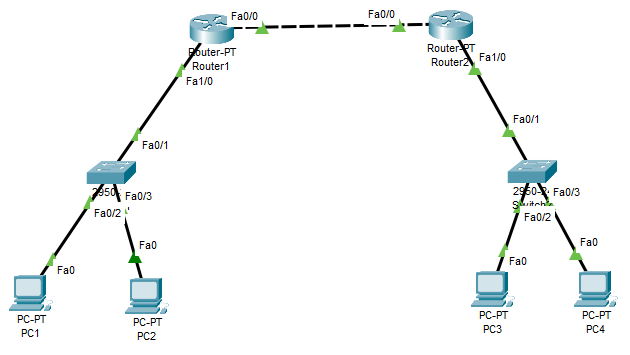 Fa0/0
Fa0/0
Router-PT
Router1
Router-PT
Router2
Fa1/0
Fa1/0
Fa0/1
Fa0/1
Fa0/3
Fa0/2
Fa0/3
Fa0/2
Fa0
Fa0
Fa0
Fa0
PC-PT
PC1
PC-PT
PC2
PC-PT
PC3
PC-PT
PC4